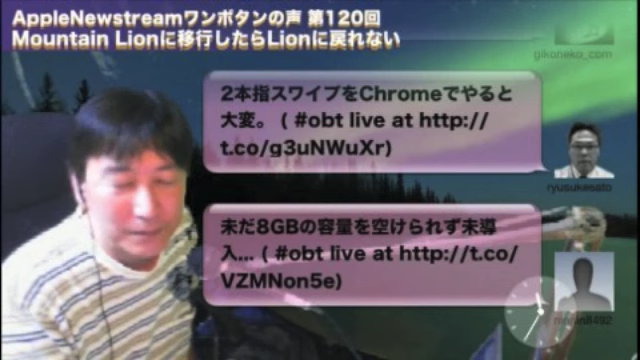 AppleNewstreamワンボタンの声 第120回
Mountain Lionに移行したらLionに戻れない
gikoneko_com
2本指スワイプをChromeでやると
大変。 ( #obt live at http://
t.co/g3uNWuXr)
ryusukesato
未だ8GBの容量を空けられず未導
入... ( #obt live at http://t.co/
VZMNon5e)